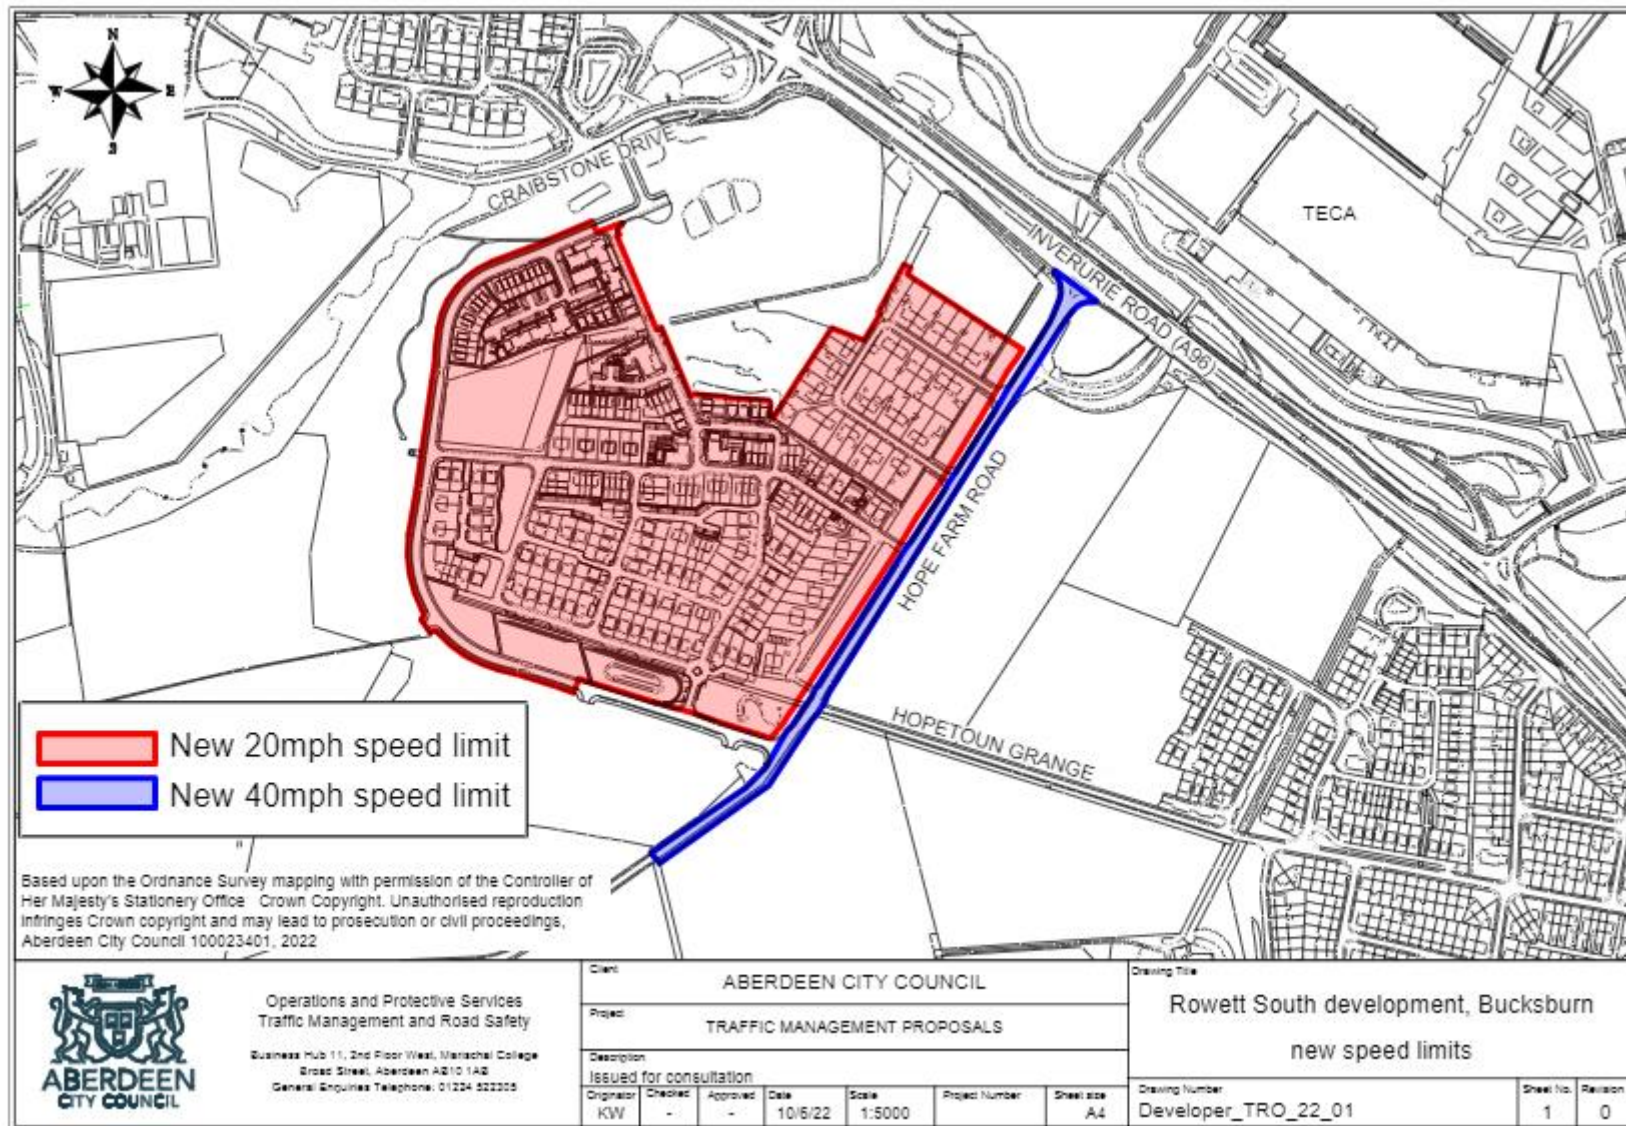 N
W
E
S
CRAIBSTONE DRIVE
TECA
INVERURIE ROAD (A96)
HOPE FARM ROAD
HOPETOUN GRANGE
New 20mph speed limit
New 40mph speed limit
Based upon the Ordnance Survey mapping with permission of the Controller of
Her Majesty's Stationery Office Crown Copyright. Unauthorised reproduction
infringes Crown copyright and may lead to prosecution or civil proceedings,
Aberdeen City Council 100023401, 2022
ABERDEEN
CITY COUNCIL
Operations and Protective Services
Traffic Management and Road Safety
Business Hub 11, 2nd Floor West, Marischal College
Broad Street, Aberdeen AB10 1AB
General Enquiries Telephone: 01224 522305
Client
ABERDEEN CITY COUNCIL
Project
TRAFFIC MANAGEMENT PROPOSALS
Description
Issued for consultation
Originator Checked Approved Date Scale Project Number Sheet size
KW - - 10/6/22 1:5000 A4
Drawing Title
Rowett South development, Bucksburn
new speed limits
Drawing Number Sheet No. Revision
Developer_TRO_22_01 1 0